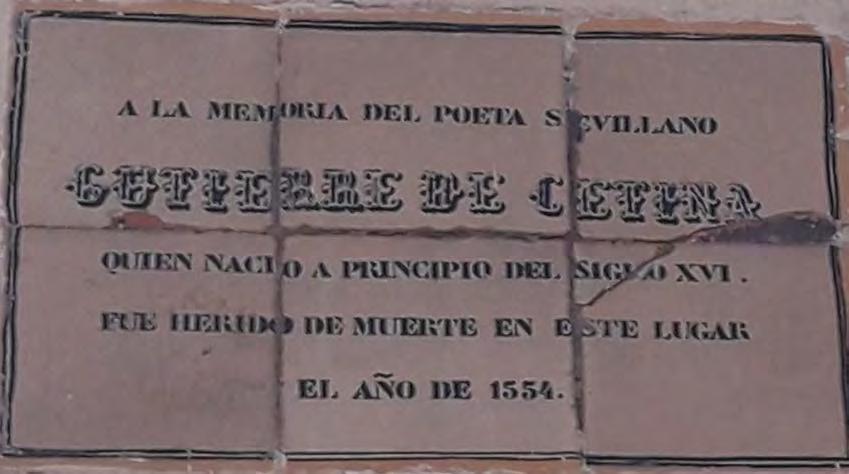 A LA MEMORIA DEL POETA SEVILLANO
GUTIERRE DE CETINA
QUIEN NACIO A PRINCIPIO DEL SIGLO XVI.
FUE HERIDO DE MUERTE EN ESTE LUGAR
EL AÑO DE 1554.